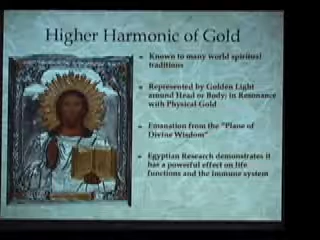 Higher Harmonic of Gold
Known to many world spiritual
traditions
Represented by Golden Light
around Head or Body; in Resonance
with Physical Gold
Emanation from the "Plane of
Divine Wisdom"
Egyptian Research demonstrates it
has a powerful effect on life
functions and the immune system